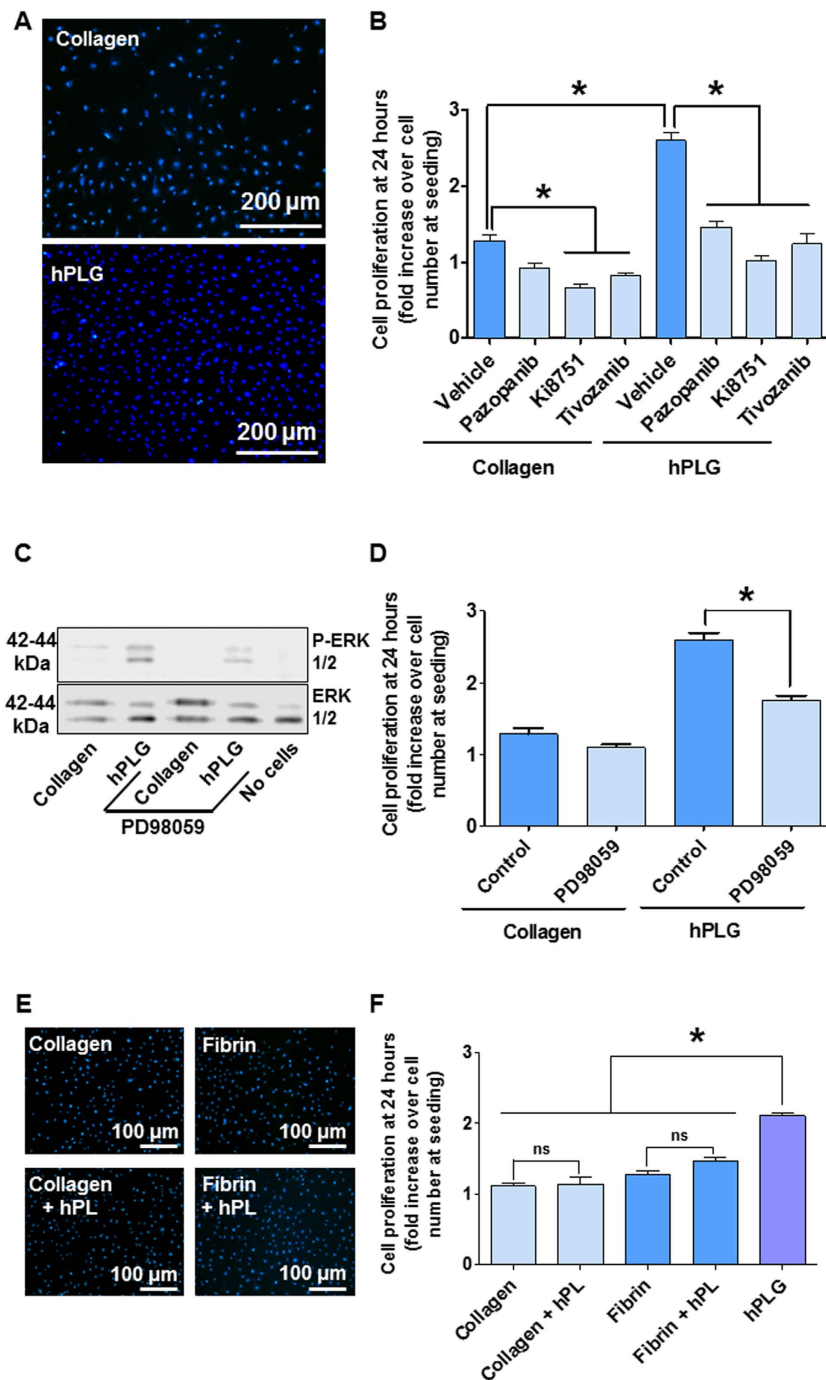 A
Collagen
200 µm
hPLG
200 µm
B
Cell proliferation at 24 hours
(fold increase over cell
number at seeding)
3
2
1
0
*
*
*
Vehicle
Pazopanib
Ki8751
Tivozanib
Vehicle
Pazopanib
Ki8751
Tivozanib
Collagen
hPLG
C
42-44
kDa
P-ERK
1/2
42-44
kDa
ERK
1/2
Collagen
hPLG
Collagen
hPLG
No cells
PD98059
D
Cell proliferation at 24 hours
(fold increase over cell
number at seeding)
3
2
1
0
*
Control
PD98059
Control
PD98059
Collagen
hPLG
E
Collagen
100 µm
Fibrin
100 µm
Collagen
+ hPL
100 µm
Fibrin
+ hPL
100 µm
F
Cell proliferation at 24 hours
(fold increase over cell
number at seeding)
3
2
1
0
*
ns
ns
Collagen
Collagen + hPL
Fibrin
Fibrin + hPL
hPLG